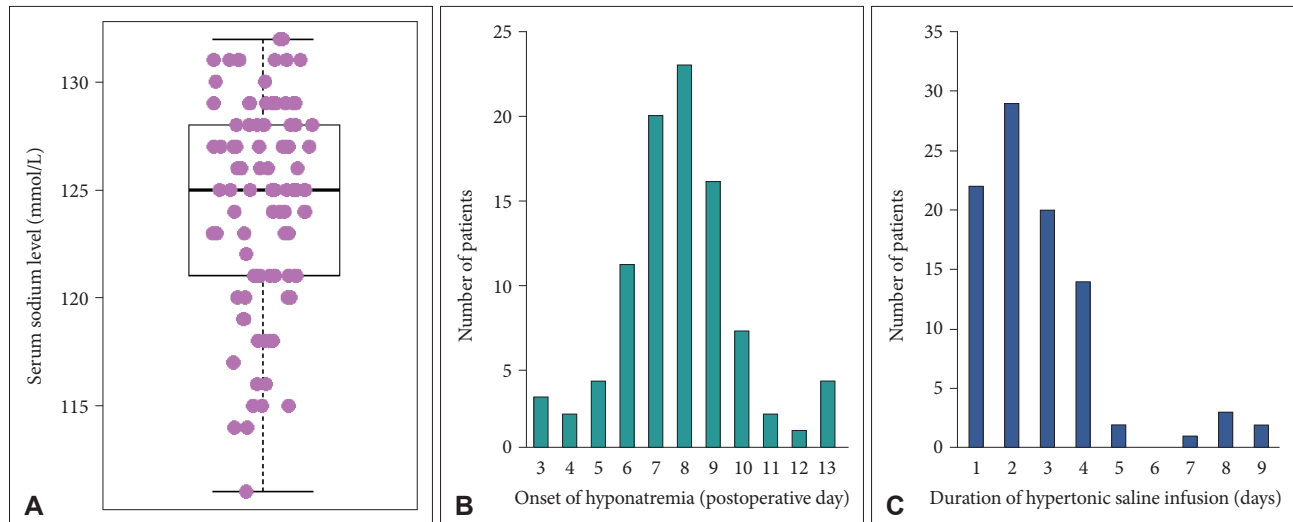 Serum sodium level (mmol/L)
130
125
120
115
A
Number of patients
25
20
15
10
5
0
3 4 5 6 7 8 9 10 11 12 13
Onset of hyponatremia (postoperative day)
B
Number of patients
35
30
25
20
15
10
5
0
1 2 3 4 5 6 7 8 9
Duration of hypertonic saline infusion (days)
C